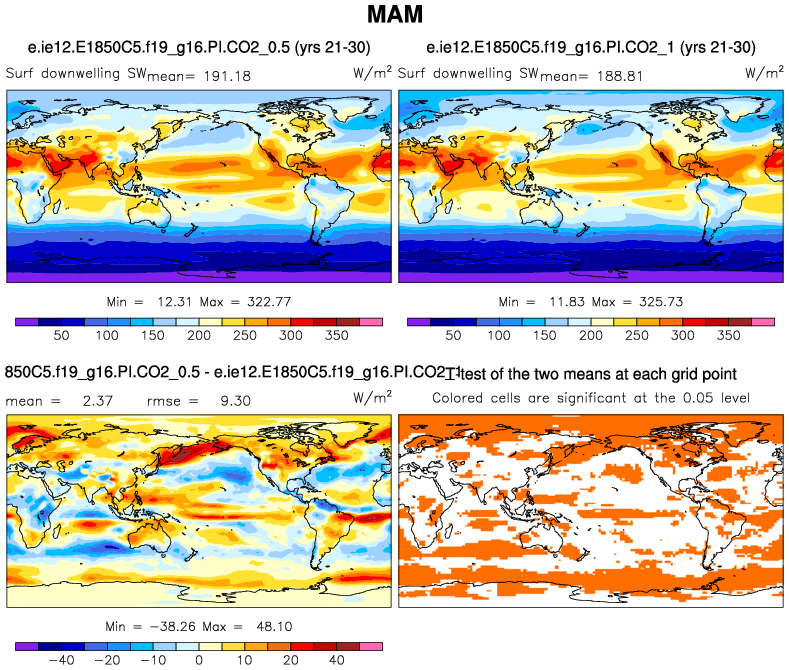 MAM
e.ie12.E1850C5.f19_g16.PI.CO2_0.5 (yrs 21-30)
e.ie12.E1850C5.f19_g16.PI.CO2_1 (yrs 21-30)
Surf downwelling SW mean= 191.18 W/m²
Surf downwelling SW mean= 188.81 W/m²
Min = 12.31 Max = 322.77
Min = 11.83 Max = 325.73
50 100 150 200 250 300 350
50 100 150 200 250 300 350
850C5.f19_g16.PI.CO2_0.5 - e.ie12.E1850C5.f19_g16.PI.CO2_1
T-test of the two means at each grid point
mean = 2.37 rmse = 9.30 W/m²
Colored cells are significant at the 0.05 level
Min = -38.26 Max = 48.10
-40 -20 -10 0 10 20 40